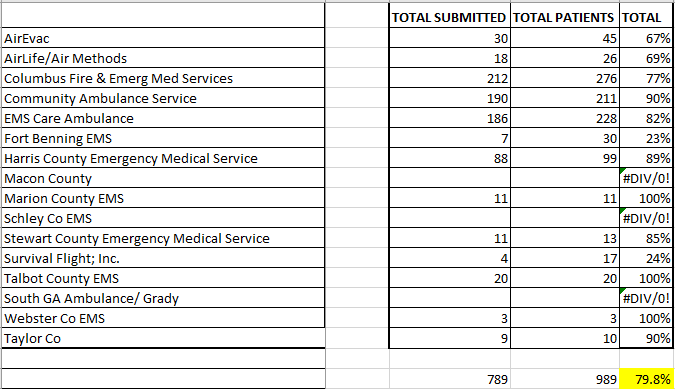 TOTAL SUBMITTED TOTAL PATIENTS TOTAL
AirEvac 30 45 67%
AirLife/Air Methods 18 26 69%
Columbus Fire & Emerg Med Services 212 276 77%
Community Ambulance Service 190 211 90%
EMS Care Ambulance 186 228 82%
Fort Benning EMS 7 30 23%
Harris County Emergency Medical Service 88 99 89%
Macon County #DIV/0!
Marion County EMS 11 11 100%
Schley Co EMS #DIV/0!
Stewart County Emergency Medical Service 11 13 85%
Survival Flight; Inc. 4 17 24%
Talbot County EMS 20 20 100%
South GA Ambulance/ Grady #DIV/0!
Webster Co EMS 3 3 100%
Taylor Co 9 10 90%
789 989 79.8%